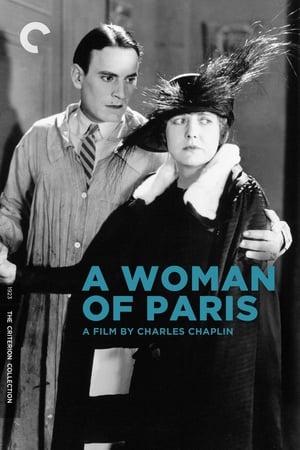 A WOMAN
OF PARIS
A FILM BY CHARLES CHAPLIN
1923 THE CRITERION COLLECTION